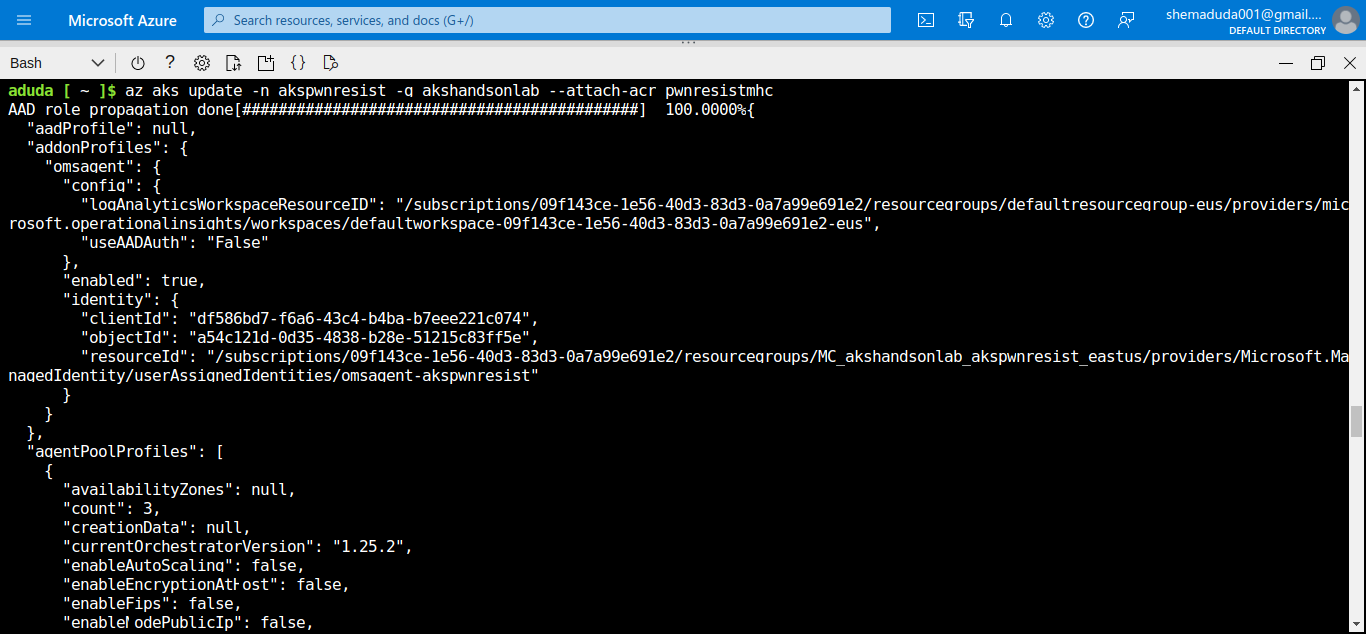 Microsoft Azure
Search resources, services, and docs (G+/)
shemaduda001@gmail....
DEFAULT DIRECTORY
Bash
aduda [ ~ ]$ az aks update -n akspwnresist -g akshandsonlab --attach-acr pwnresistmhc
AAD role propagation done[############################################]  100.0000%{
  "aadProfile": null,
  "addonProfiles": {
    "omsagent": {
      "config": {
        "logAnalyticsWorkspaceResourceID": "/subscriptions/09f143ce-1e56-40d3-83d3-0a7a99e691e2/resourcegroups/defaultresourcegroup-eus/providers/mic
rosoft.operationalinsights/workspaces/defaultworkspace-09f143ce-1e56-40d3-83d3-0a7a99e691e2-eus",
        "useAADAuth": "False"
      },
      "enabled": true,
      "identity": {
        "clientId": "df586bd7-f6a6-43c4-b4ba-b7eee221c074",
        "objectId": "a54c121d-0d35-4838-b28e-51215c83ff5e",
        "resourceId": "/subscriptions/09f143ce-1e56-40d3-83d3-0a7a99e691e2/resourcegroups/MC_akshandsonlab_akspwnresist_eastus/providers/Microsoft.Ma
nagedIdentity/userAssignedIdentities/omsagent-akspwnresist"
      }
    }
  },
  "agentPoolProfiles": [
    {
      "availabilityZones": null,
      "count": 3,
      "creationData": null,
      "currentOrchestratorVersion": "1.25.2",
      "enableAutoScaling": false,
      "enableEncryptionAtHost": false,
      "enableFips": false,
      "enableNodePublicIp": false,